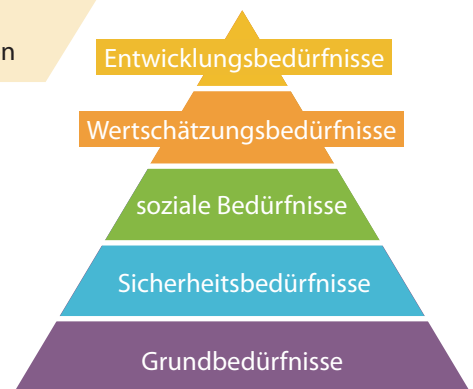 n
Entwicklungsbedürfnisse
Wertschätzungsbedürfnisse
soziale Bedürfnisse
Sicherheitsbedürfnisse
Grundbedürfnisse